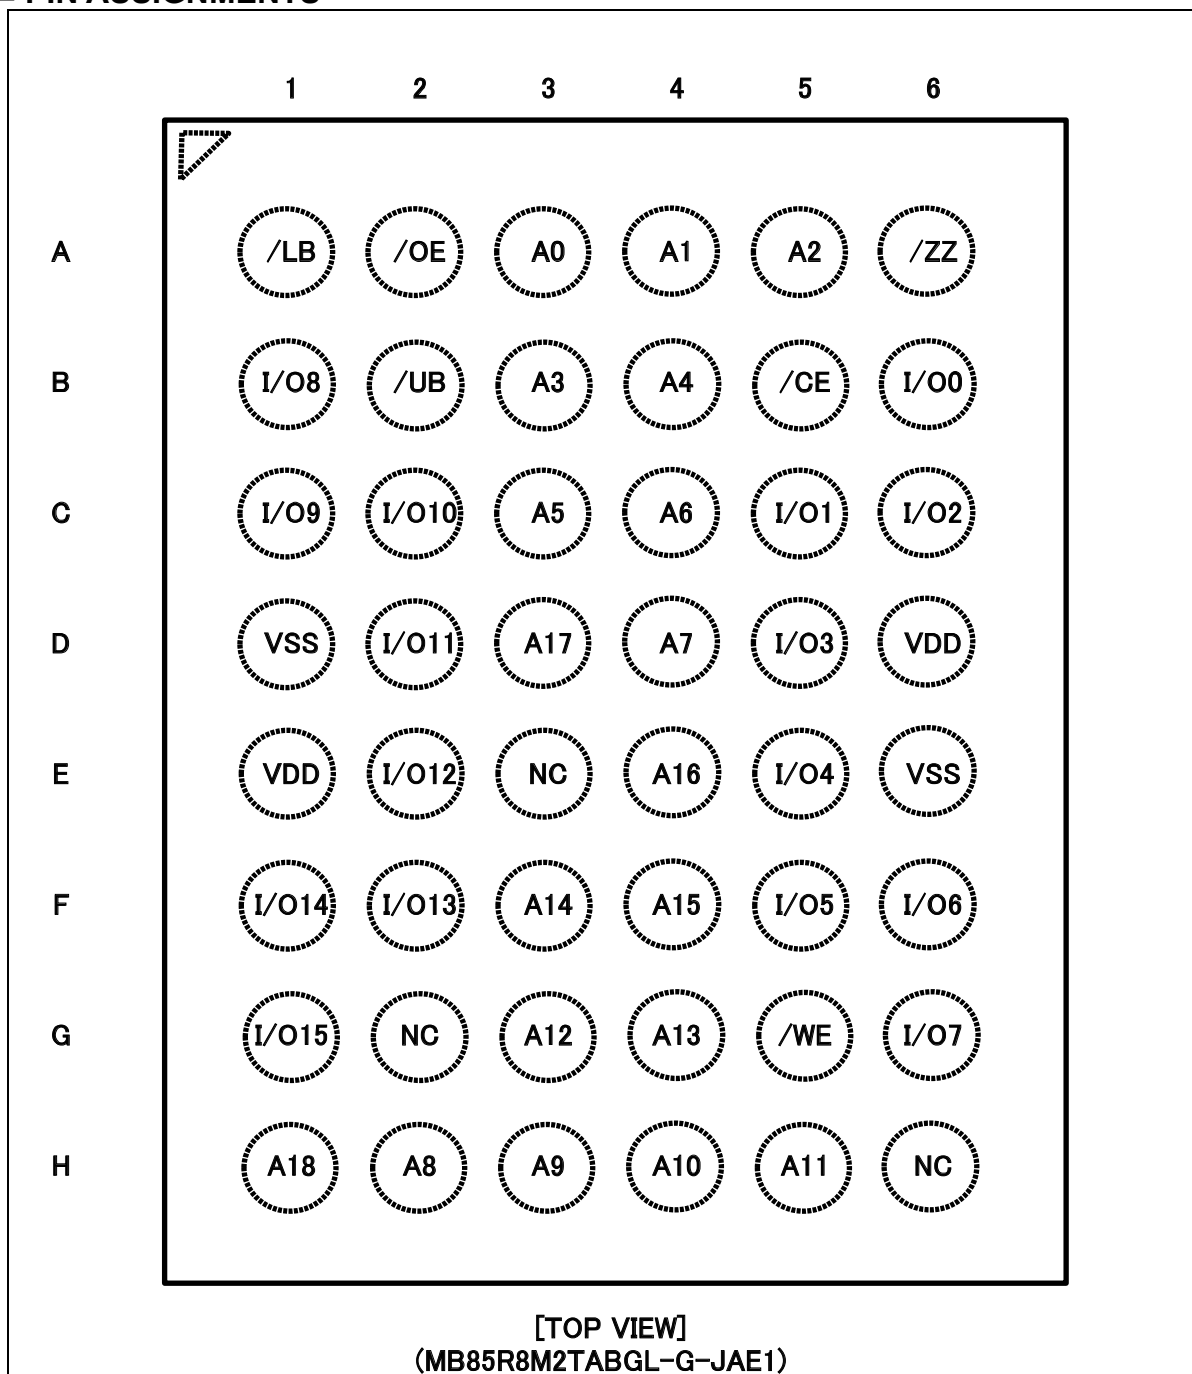 PIN ASSIGNMENTS
1 2 3 4 5 6
A /LB /OE A0 A1 A2 /ZZ
B I/O8 /UB A3 A4 /CE I/O0
C I/O9 I/O10 A5 A6 I/O1 I/O2
D VSS I/O11 A17 A7 I/O3 VDD
E VDD I/O12 NC A16 I/O4 VSS
F I/O14 I/O13 A14 A15 I/O5 I/O6
G I/O15 NC A12 A13 /WE I/O7
H A18 A8 A9 A10 A11 NC
[TOP VIEW]
(MB85R8M2TABGL-G-JAE1)